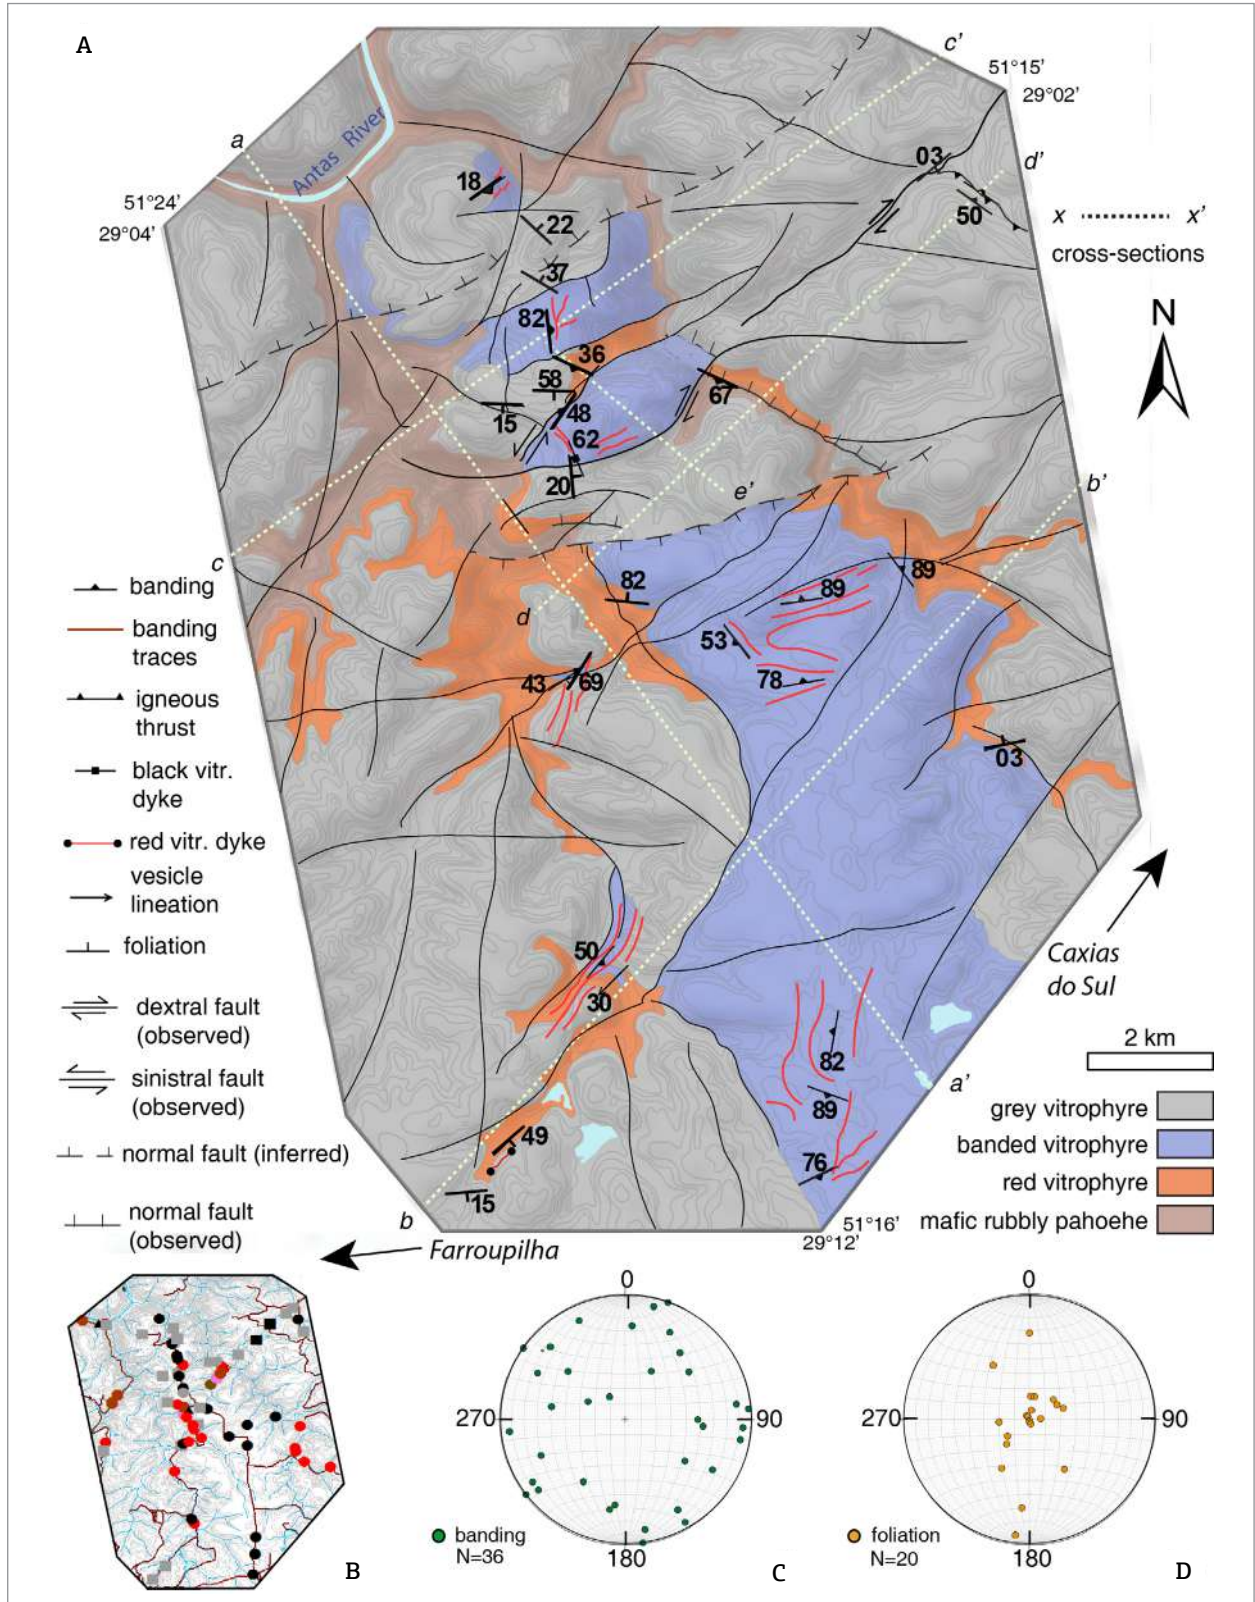 A
c'
51°15'
29°02'
a
Antas River
03
d'
18
51°24'
29°04'
22
50
x x'
cross-sections
37
N
82
36
58
67
48
15
62
20
e'
b'
c
banding
82
89
89
banding
traces
d
53
43
69
78
igneous
thrust
03
black vitr.
dyke
red vitr. dyke
vesicle
lineation
foliation
50
Caxias
do Sul
30
dextral fault
(observed)
2 km
82
sinistral fault
(observed)
a'
89
grey vitrophyre
banded vitrophyre
49
normal fault (inferred)
76
red vitrophyre
15
normal fault
(observed)
b
51°16'
29°12'
mafic rubbly pahoehe
Farroupilha
0
0
270
90
270
90
banding
N=36
180
foliation
N=20
180
B
C
D